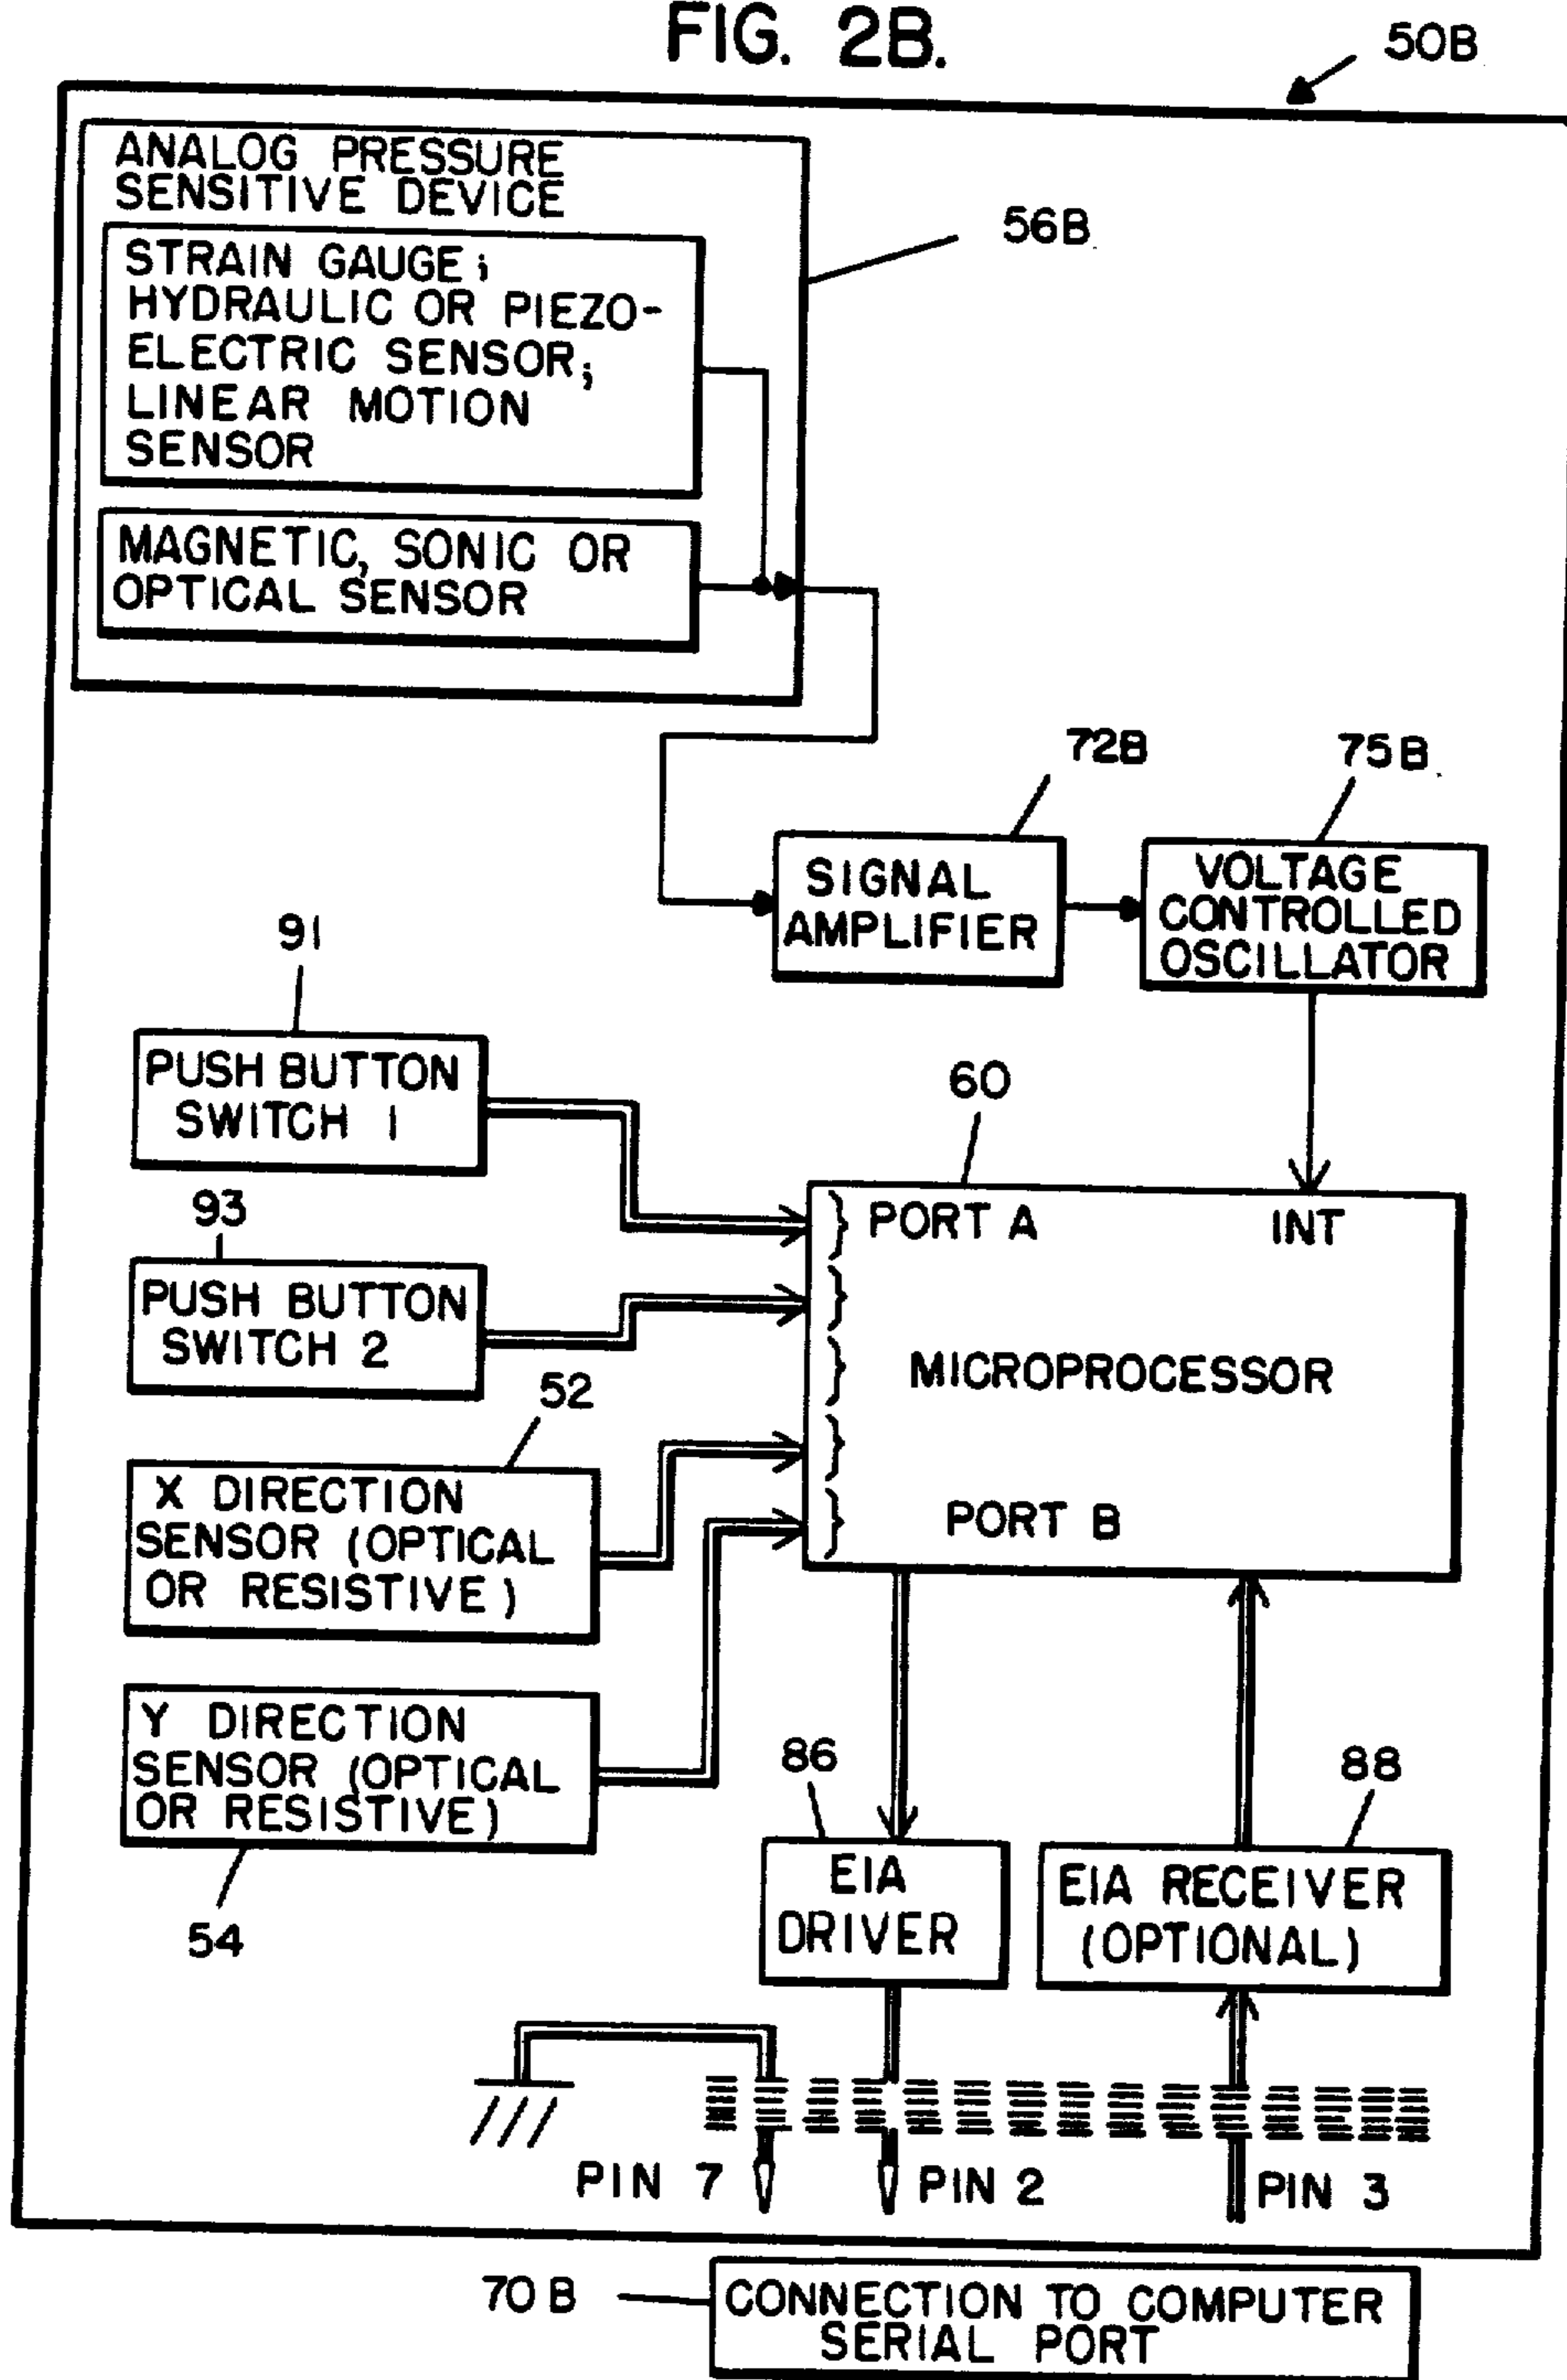 FIG. 2B.
50B
ANALOG PRESSURE
SENSITIVE DEVICE
56B
STRAIN GAUGE;
HYDRAULIC OR PIEZO-
ELECTRIC SENSOR;
LINEAR MOTION
SENSOR
MAGNETIC, SONIC OR
OPTICAL SENSOR
72B
75B
SIGNAL
AMPLIFIER
VOLTAGE
CONTROLLED
OSCILLATOR
91
PUSH BUTTON
SWITCH 1
60
PORT A
INT
93
PUSH BUTTON
SWITCH 2
MICROPROCESSOR
52
X DIRECTION
SENSOR (OPTICAL
OR RESISTIVE)
PORT B
Y DIRECTION
SENSOR (OPTICAL
OR RESISTIVE)
54
86
88
EIA
DRIVER
EIA RECEIVER
(OPTIONAL)
PIN 7
PIN 2
PIN 3
70B
CONNECTION TO COMPUTER
SERIAL PORT